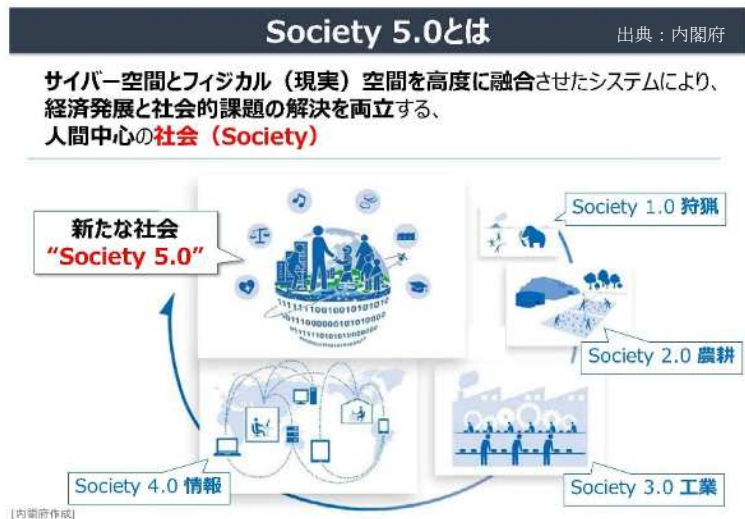 Society 5.0とは
出典：内閣府
サイバー空間とフィジカル（現実）空間を高度に融合させたシステムにより、
経済発展と社会的課題の解決を両立する、
人間中心の社会（Society）
新たな社会
“Society 5.0”
Society 1.0 狩猟
Society 2.0 農耕
Society 3.0 工業
Society 4.0 情報
[内閣府作成]